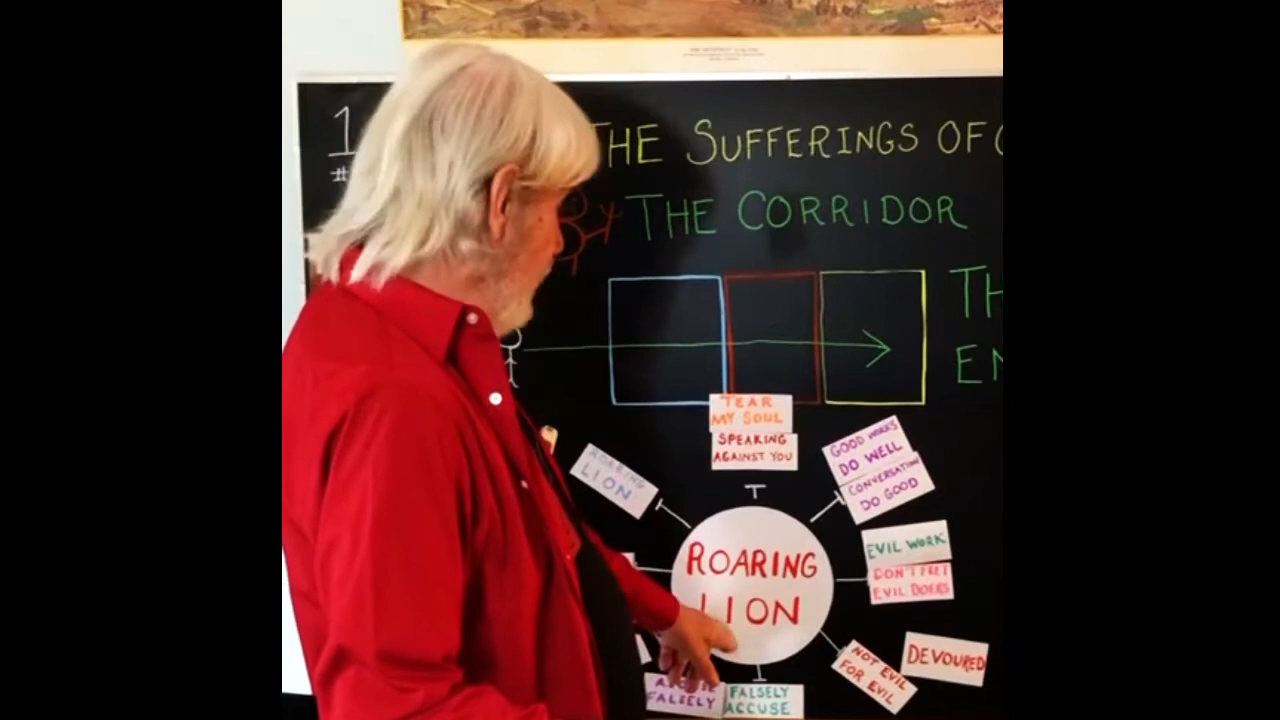 1
#
THE SUFFERINGS OF
BY THE CORRIDOR
TH
EN
TEAR
MY SOUL
SPEAKING
AGAINST YOU
GOOD WORKS
DO WELL
CONVERSATION
DO GOOD
ROARING
LION
EVIL WORK
DON'T FRET
EVIL DOERS
ROARING
LION
NOT EVIL
FOR EVIL
DEVOURED
FALSELY
FALSELY
ACCUSE